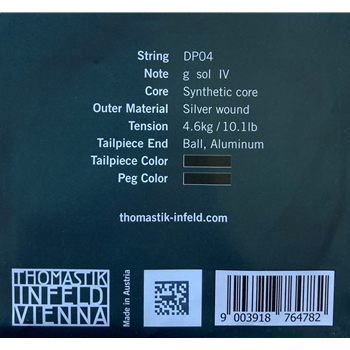 String DP04
Note g sol IV
Core Synthetic core
Outer Material Silver wound
Tension 4.6kg / 10.1lb
Tailpiece End Ball, Aluminum
Tailpiece Color
Peg Color
thomastik-infeld.com
THOMASTIK
INFELD
VIENNA
Made in Austria
9 003918 764782